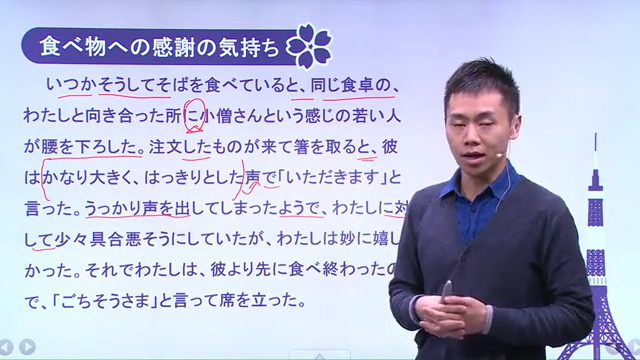 食べ物への感謝の気持ち
いつかそうしてそばを食べていると、同じ食卓の、
わたしと向き合った所に小僧さんという感じの若い人
が腰を下ろした。注文したものが来て箸を取ると、彼
はかなり大きく、はっきりとした声で「いただきます」と
言った。うっかり声を出してしまったようで、わたしに対
して少々具合悪そうにしていたが、わたしは妙に嬉し
かった。それでわたしは、彼より先に食べ終わったの
で、「ごちそうさま」と言って席を立った。